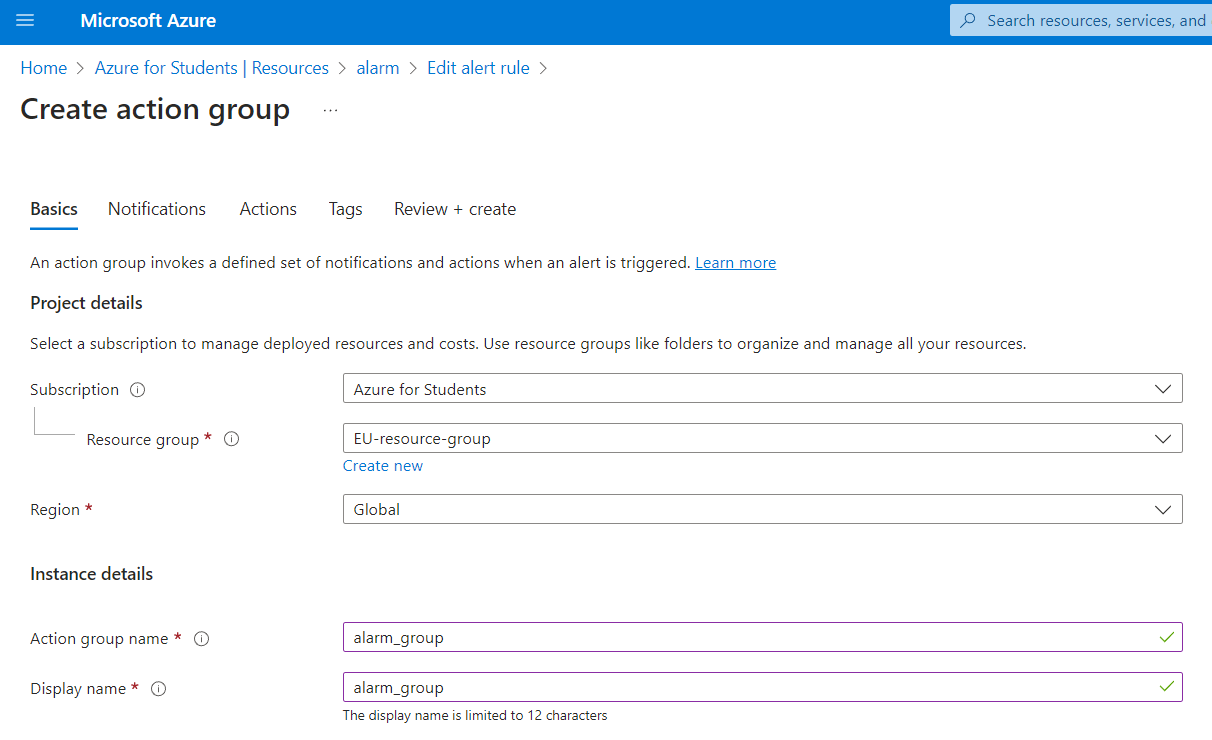 Microsoft Azure
Search resources, services, and
Home > Azure for Students | Resources > alarm > Edit alert rule >
Create action group ...
Basics Notifications Actions Tags Review + create
An action group invokes a defined set of notifications and actions when an alert is triggered. Learn more
Project details
Select a subscription to manage deployed resources and costs. Use resource groups like folders to organize and manage all your resources.
Subscription Azure for Students
Resource group * EU-resource-group
Create new
Region * Global
Instance details
Action group name * alarm_group
Display name * alarm_group
The display name is limited to 12 characters